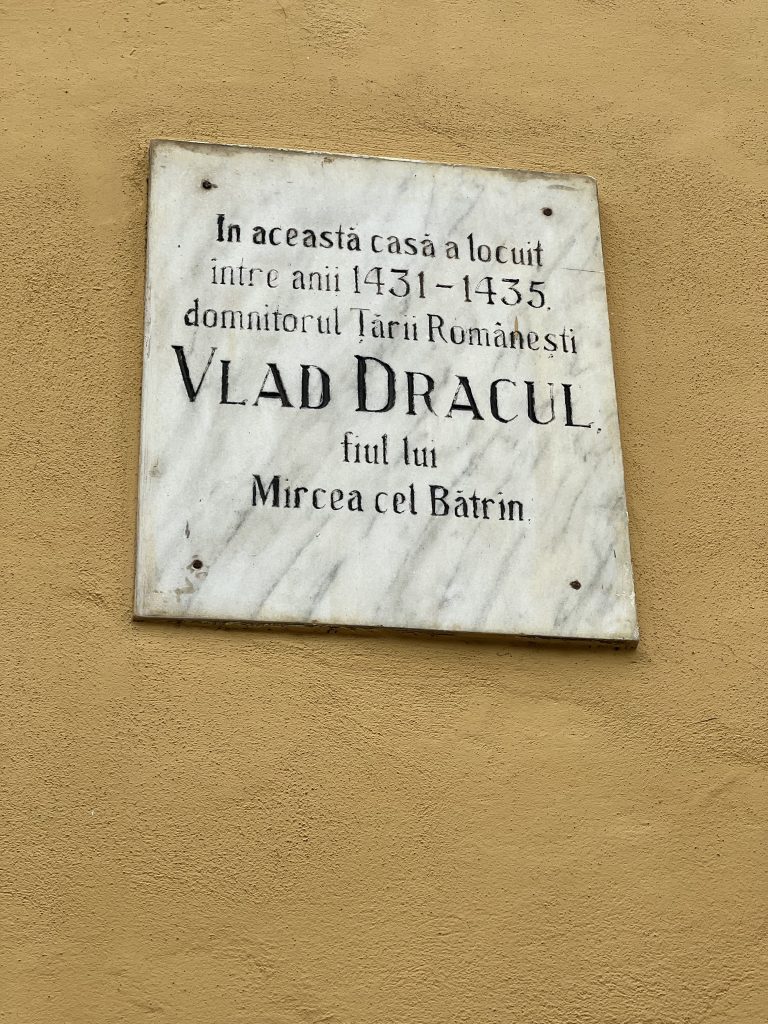 In această casă a locuit
între anii 1431-1435,
domnitorul Țării Românești
VLAD DRACUL,
fiul lui
Mircea cel Bătrîn.